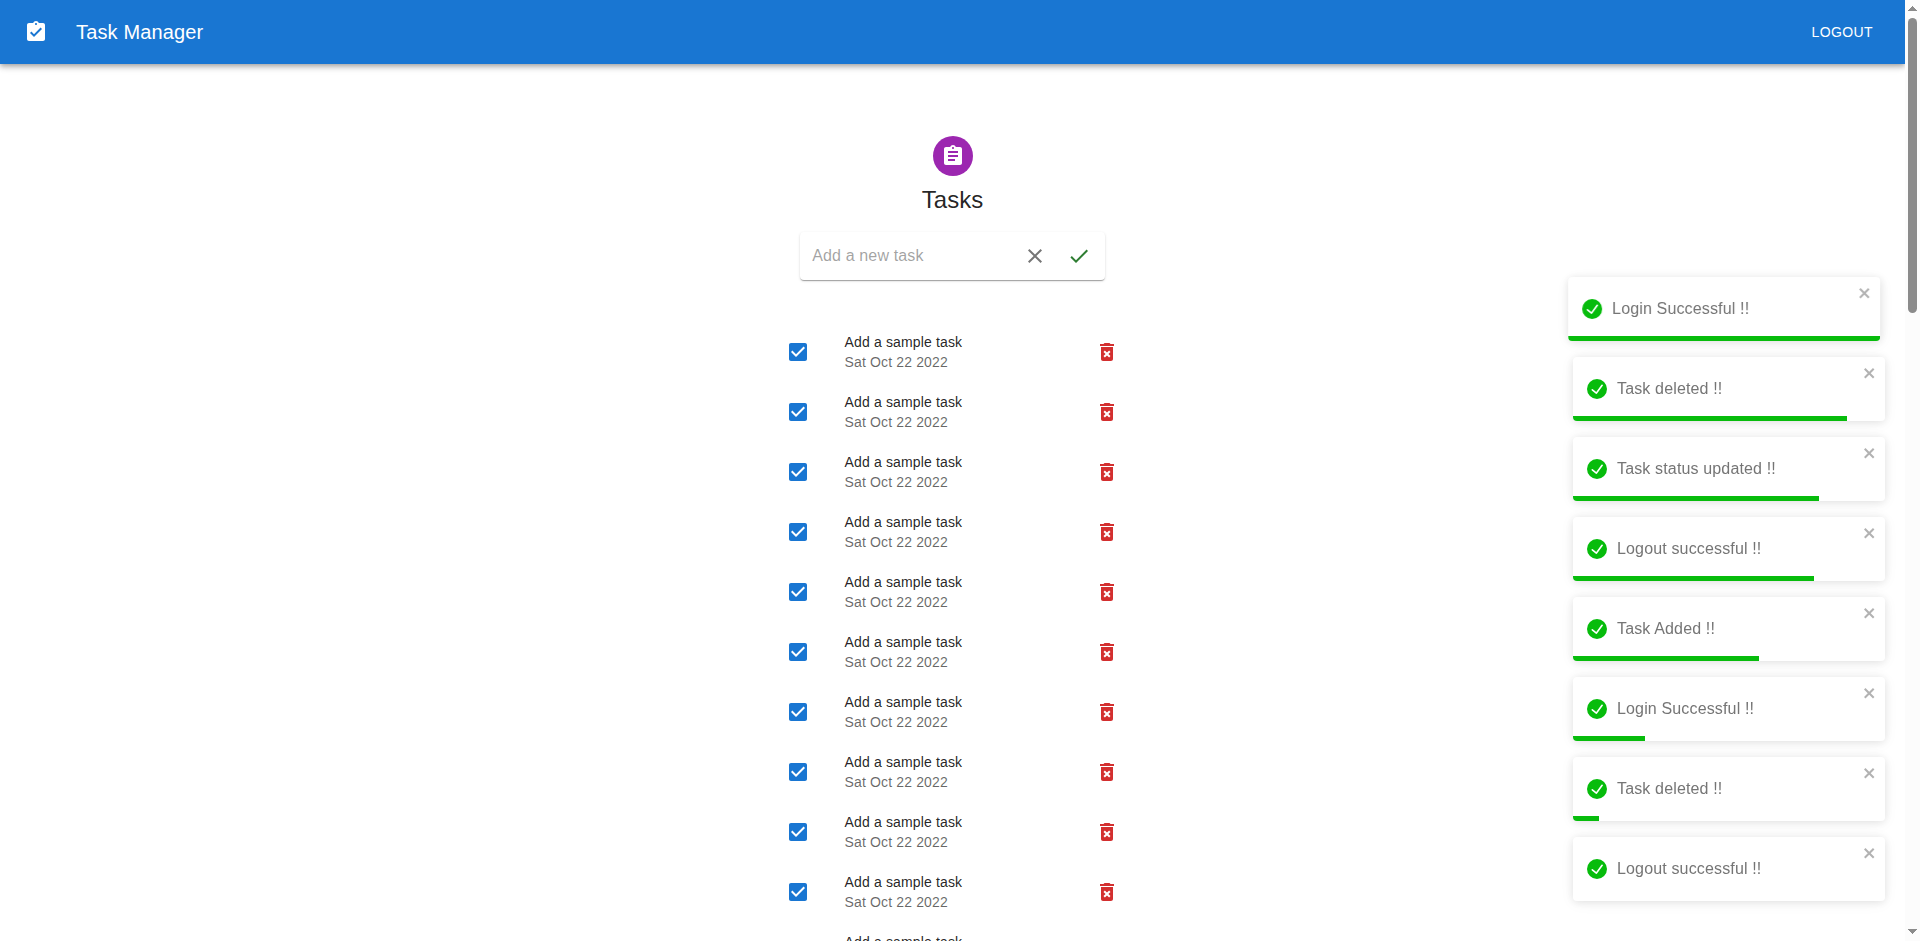 Task Manager
LOGOUT
Tasks
Add a new task
Add a sample task
Sat Oct 22 2022
Add a sample task
Sat Oct 22 2022
Add a sample task
Sat Oct 22 2022
Add a sample task
Sat Oct 22 2022
Add a sample task
Sat Oct 22 2022
Add a sample task
Sat Oct 22 2022
Add a sample task
Sat Oct 22 2022
Add a sample task
Sat Oct 22 2022
Add a sample task
Sat Oct 22 2022
Add a sample task
Sat Oct 22 2022
Add a sample task
Login Successful !!
Task deleted !!
Task status updated !!
Logout successful !!
Task Added !!
Login Successful !!
Task deleted !!
Logout successful !!